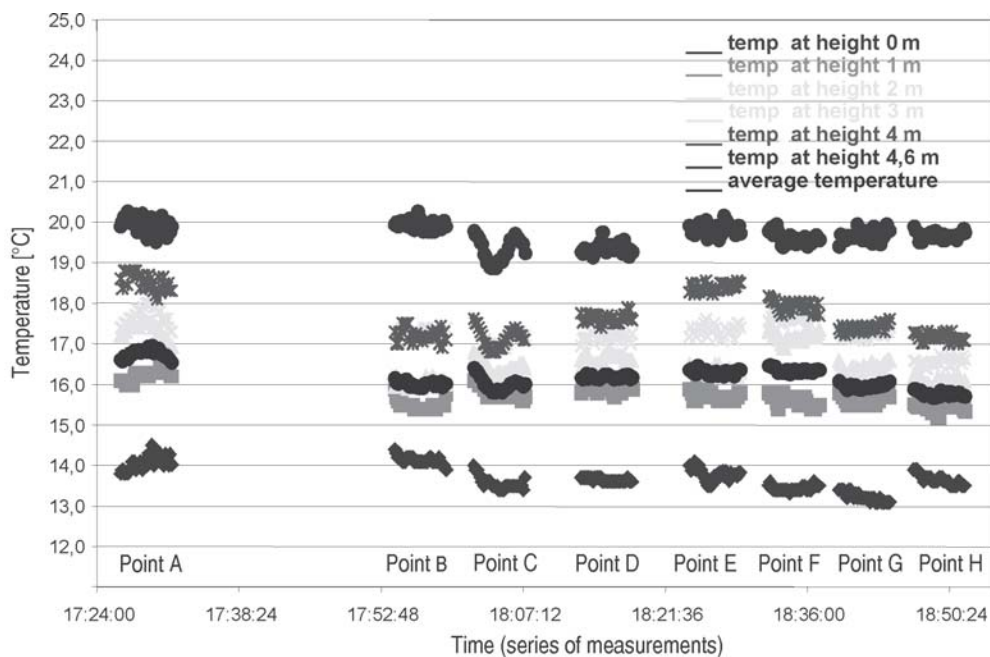 25,0
24,0
23,0
22,0
21,0
20,0
19,0
18,0
17,0
16,0
15,0
14,0
13,0
12,0
Temperature [°C]
temp at height 0 m
temp at height 1 m
temp at height 2 m
temp at height 3 m
temp at height 4 m
temp at height 4,6 m
average temperature
Point A Point B Point C Point D Point E Point F Point G Point H
17:24:00 17:38:24 17:52:48 18:07:12 18:21:36 18:36:00 18:50:24
Time (series of measurements)